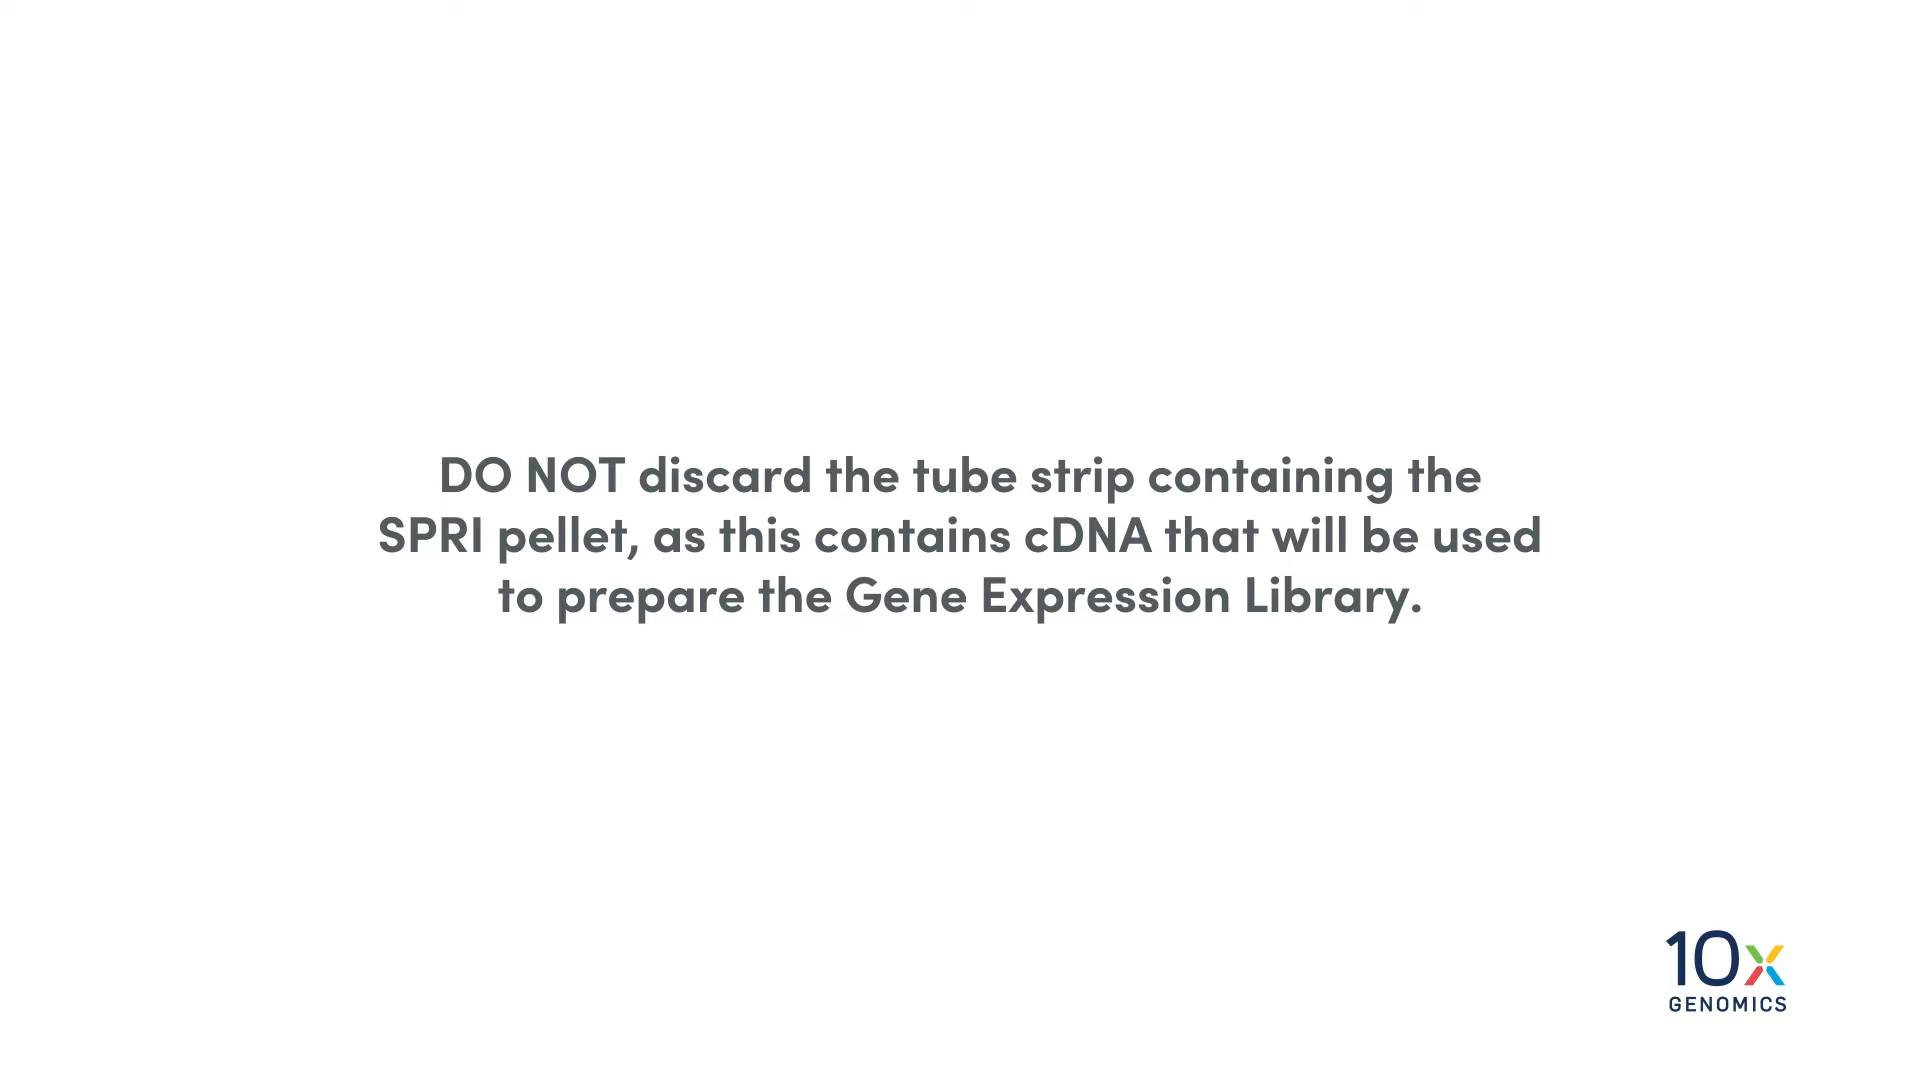 DO NOT discard the tube strip containing the
SPRI pellet, as this contains cDNA that will be used
to prepare the Gene Expression Library.
10x
GENOMICS